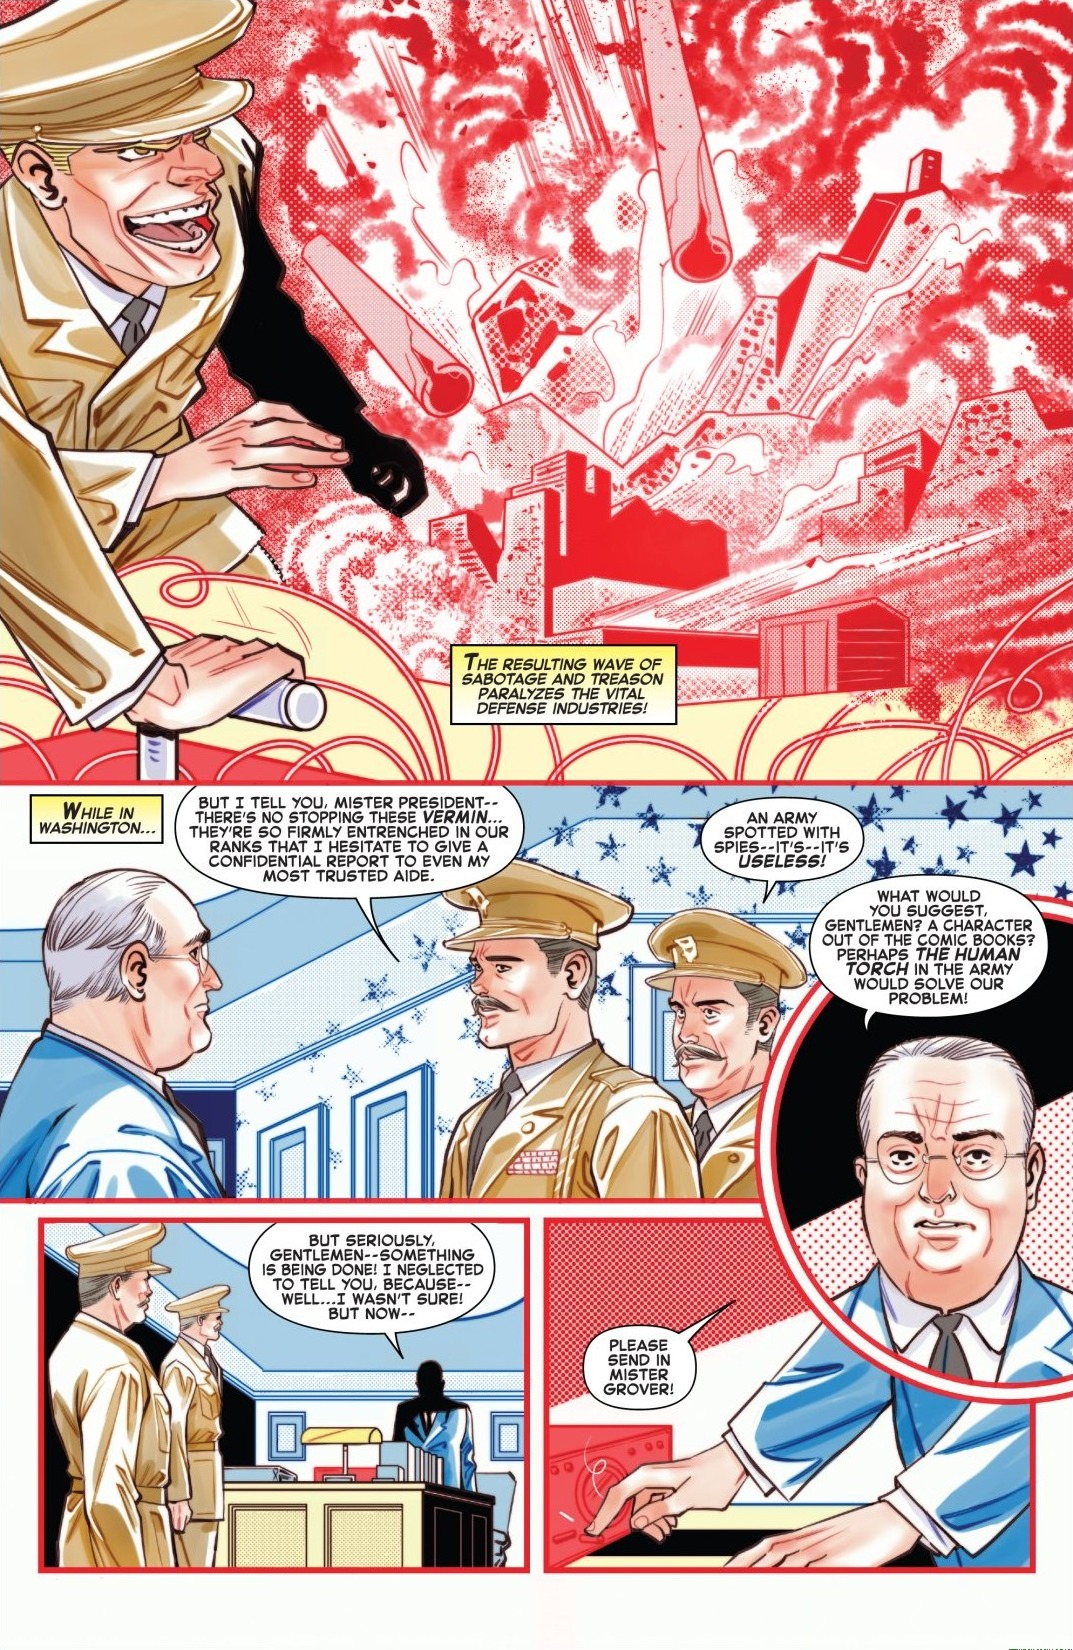 THE RESULTING WAVE OF
SABOTAGE AND TREASON
PARALYZES THE VITAL
DEFENSE INDUSTRIES!
WHILE IN
WASHINGTON...
BUT I TELL YOU, MISTER PRESIDENT--
THERE'S NO STOPPING THESE VERMIN...
THEY'RE SO FIRMLY ENTRENCHED IN OUR
RANKS THAT I HESITATE TO GIVE A
CONFIDENTIAL REPORT TO EVEN MY
MOST TRUSTED AIDE.
AN ARMY
SPOTTED WITH
SPIES--IT'S--IT'S
USELESS!
WHAT WOULD
YOU SUGGEST,
GENTLEMEN? A CHARACTER
OUT OF THE COMIC BOOKS?
PERHAPS THE HUMAN
TORCH IN THE ARMY
WOULD SOLVE OUR
PROBLEM!
BUT SERIOUSLY,
GENTLEMEN--SOMETHING
IS BEING DONE! I NEGLECTED
TO TELL YOU, BECAUSE--
WELL...I WASN'T SURE!
BUT NOW--
PLEASE
SEND IN
MISTER
GROVER!